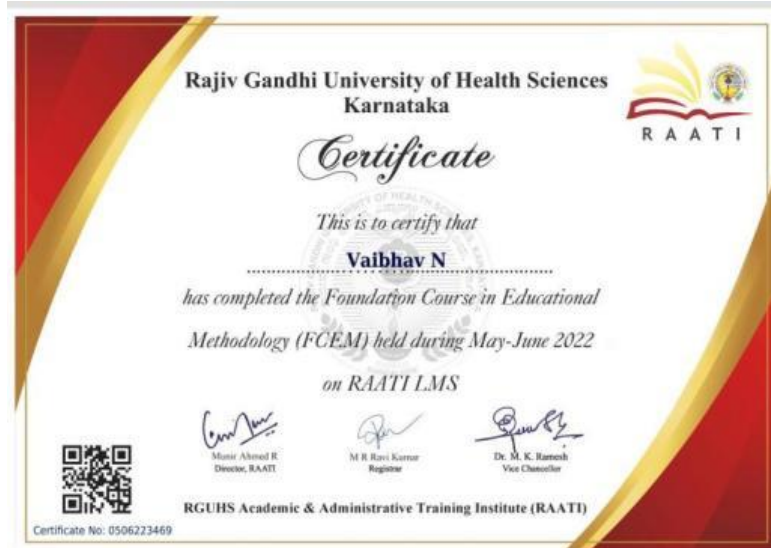 Rajiv Gandhi University of Health Sciences
Karnataka
RAATI
Certificate
This is to certify that
Vaibhav N
has completed the Foundation Course in Educational
Methodology (FCEM) held during May-June 2022
on RAATI LMS
Munir Ahmed R
Director, RAATI
M R Ravi Kumar
Registrar
Dr. M. K. Ramesh
Vice Chancellor
RGUHS Academic & Administrative Training Institute (RAATI)
Certificate No: 0506223469